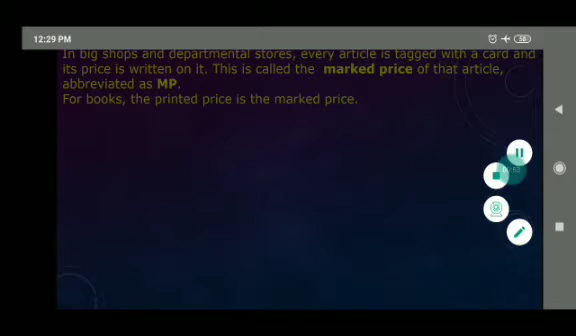 12:29 PM
58
In big shops and departmental stores, every article is tagged with a card and
its price is written on it. This is called the marked price of that article,
abbreviated as MP.
For books, the printed price is the marked price.